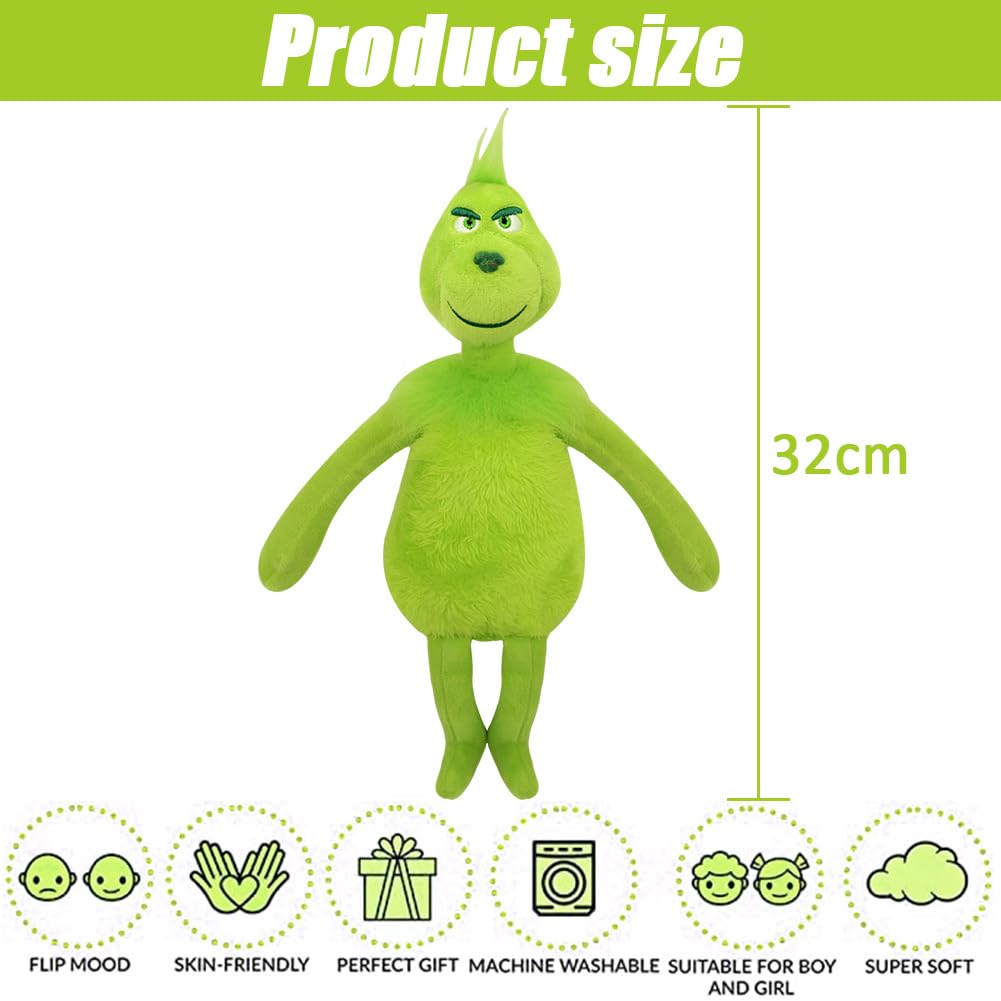 Product size
32cm
FLIP MOOD
SKIN-FRIENDLY
PERFECT GIFT
MACHINE WASHABLE
SUITABLE FOR BOY
AND GIRL
SUPER SOFT